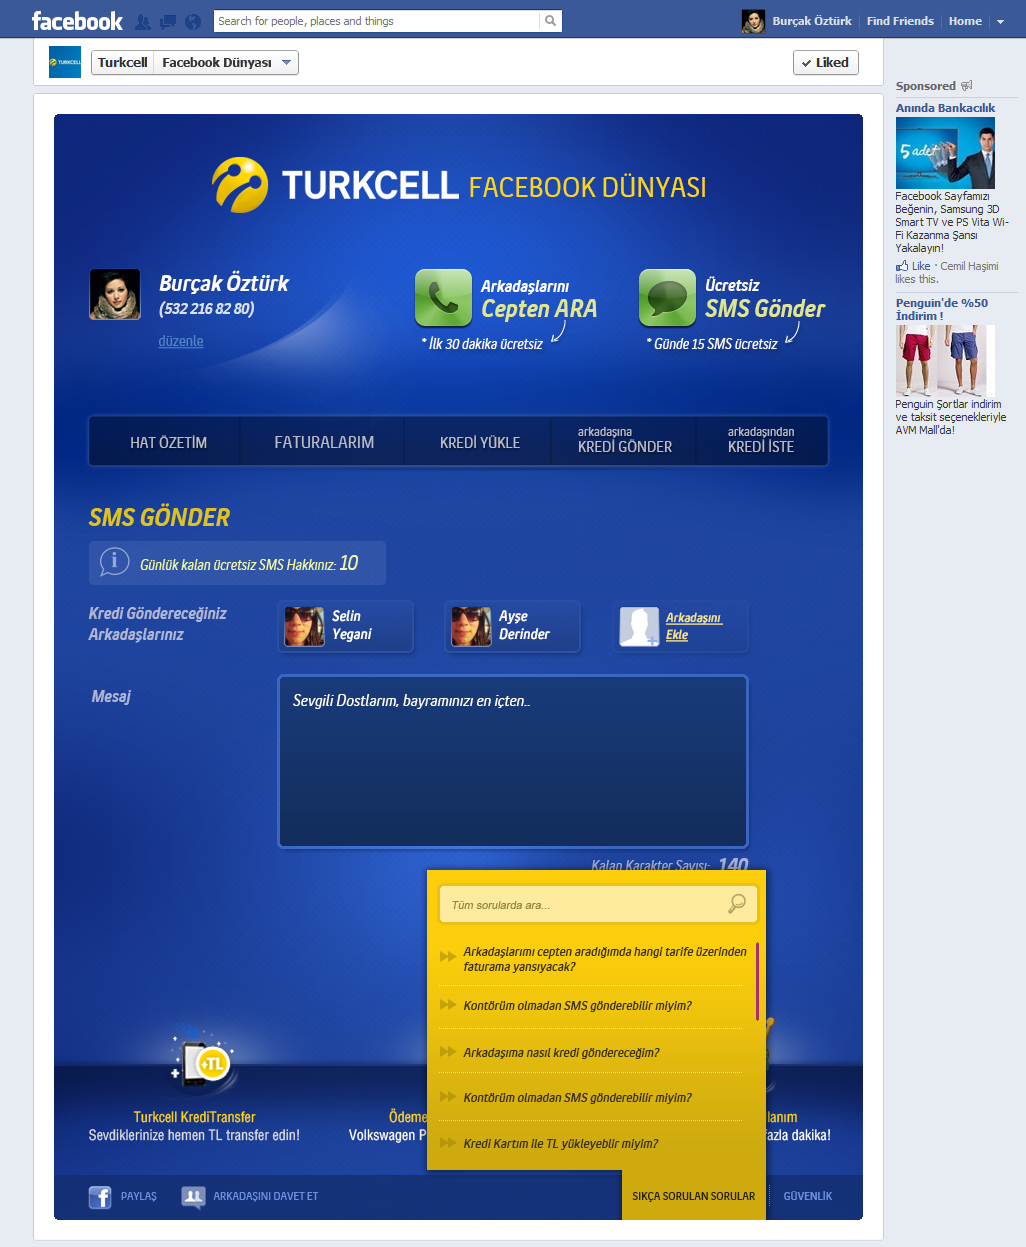 facebook
Search for people, places and things
Burçak Öztürk
Find Friends
Home
TURKCELL
Turkcell
Facebook Dünyası
Liked
Sponsored
Anında Bankacılık
5 adet
Facebook Sayfamızı
Beğenin, Samsung 3D
Smart TV ve PS Vita Wi-
Fi Kazanma Şansı
Yakalayın!
Like · Cemil Haşimi
likes this.
Penguin'de %50
İndirim !
Penguin Şortlar indirim
ve taksit seçenekleriyle
AVM Mall'da!
TURKCELL FACEBOOK DÜNYASI
Burçak Öztürk
(532 216 82 80)
düzenle
Arkadaşlarını
Cepten ARA
* İlk 30 dakika ücretsiz
Ücretsiz
SMS Gönder
* Günde 15 SMS ücretsiz
HAT ÖZETİM
FATURALARIM
KREDİ YÜKLE
arkadaşına
KREDİ GÖNDER
arkadaşından
KREDİ İSTE
SMS GÖNDER
Günlük kalan ücretsiz SMS Hakkınız: 10
Kredi Göndereceğiniz
Arkadaşlarınız
Selin
Yegani
Ayşe
Derinder
Arkadaşını
Ekle
Mesaj
Sevgili Dostlarım, bayramınızı en içten..
Kalan Karakter Sayısı: 140
Tüm sorularda ara...
Arkadaşlarımı cepten aradığımda hangi tarife üzerinden
faturama yansıyacak?
Kontörüm olmadan SMS gönderebilir miyim?
Arkadaşıma nasıl kredi göndereceğim?
Kontörüm olmadan SMS gönderebilir miyim?
Kredi Kartım ile TL yükleyeblir miyim?
+TL
Turkcell KrediTransfer
Sevdiklerinize hemen TL transfer edin!
Ödeme
Volkswagen P
lanım
fazla dakika!
PAYLAŞ
ARKADAŞINI DAVET ET
SIKÇA SORULAN SORULAR
GÜVENLİK